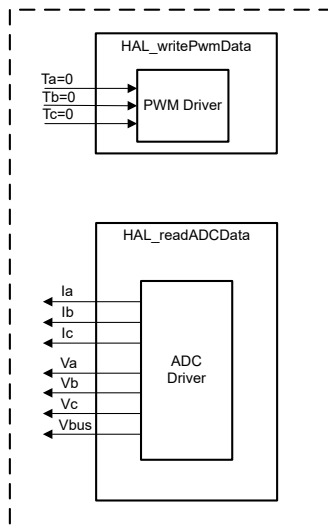 HAL_writePwmData
Ta=0
Tb=0
Tc=0
PWM Driver
HAL_readADCData
Ia
Ib
Ic
Va
Vb
Vc
Vbus
ADC
Driver